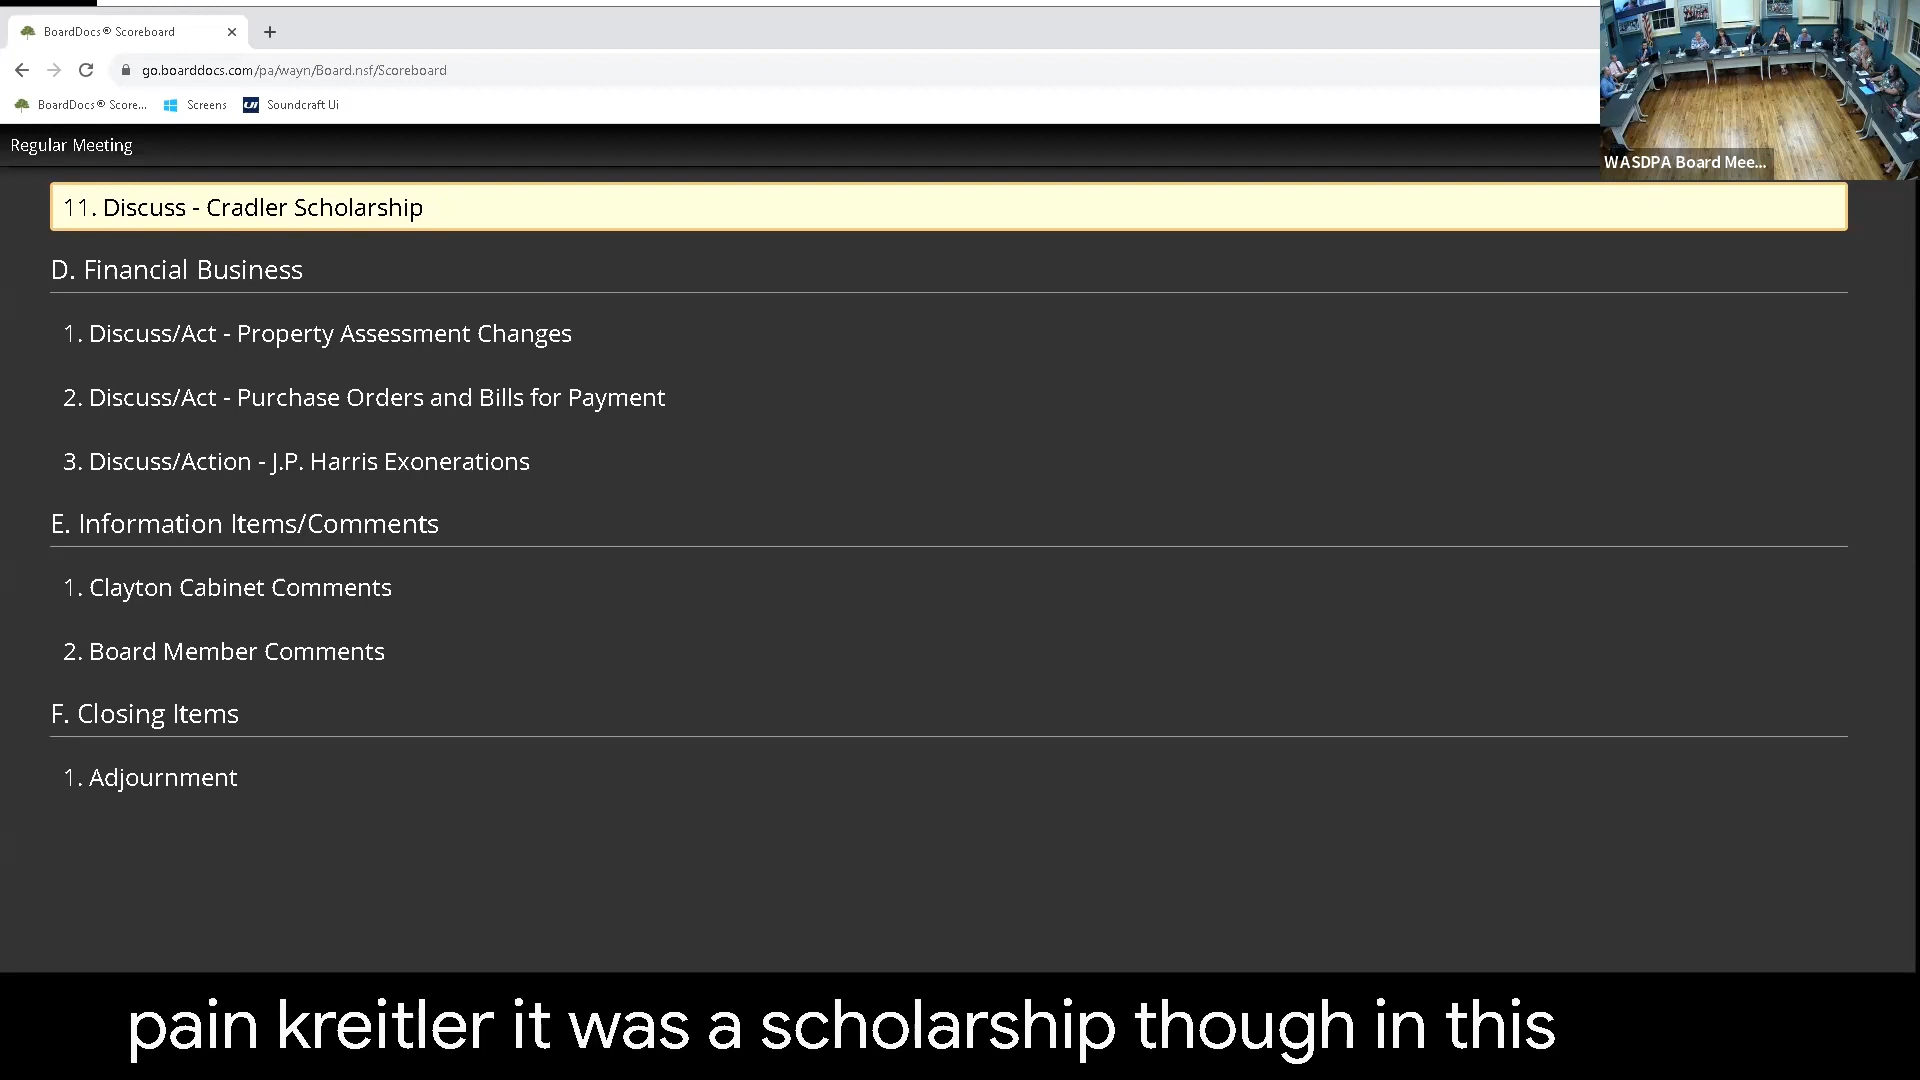 BoardDocs® Scoreboard
go.boarddocs.com/pa/wayn/Board.nsf/Scoreboard
BoardDocs® Score... Screens Soundcraft Ui
Regular Meeting
WASDPA Board Mee...
11. Discuss - Cradler Scholarship
D. Financial Business
1. Discuss/Act - Property Assessment Changes
2. Discuss/Act - Purchase Orders and Bills for Payment
3. Discuss/Action - J.P. Harris Exonerations
E. Information Items/Comments
1. Clayton Cabinet Comments
2. Board Member Comments
F. Closing Items
1. Adjournment
pain kreitler it was a scholarship though in this